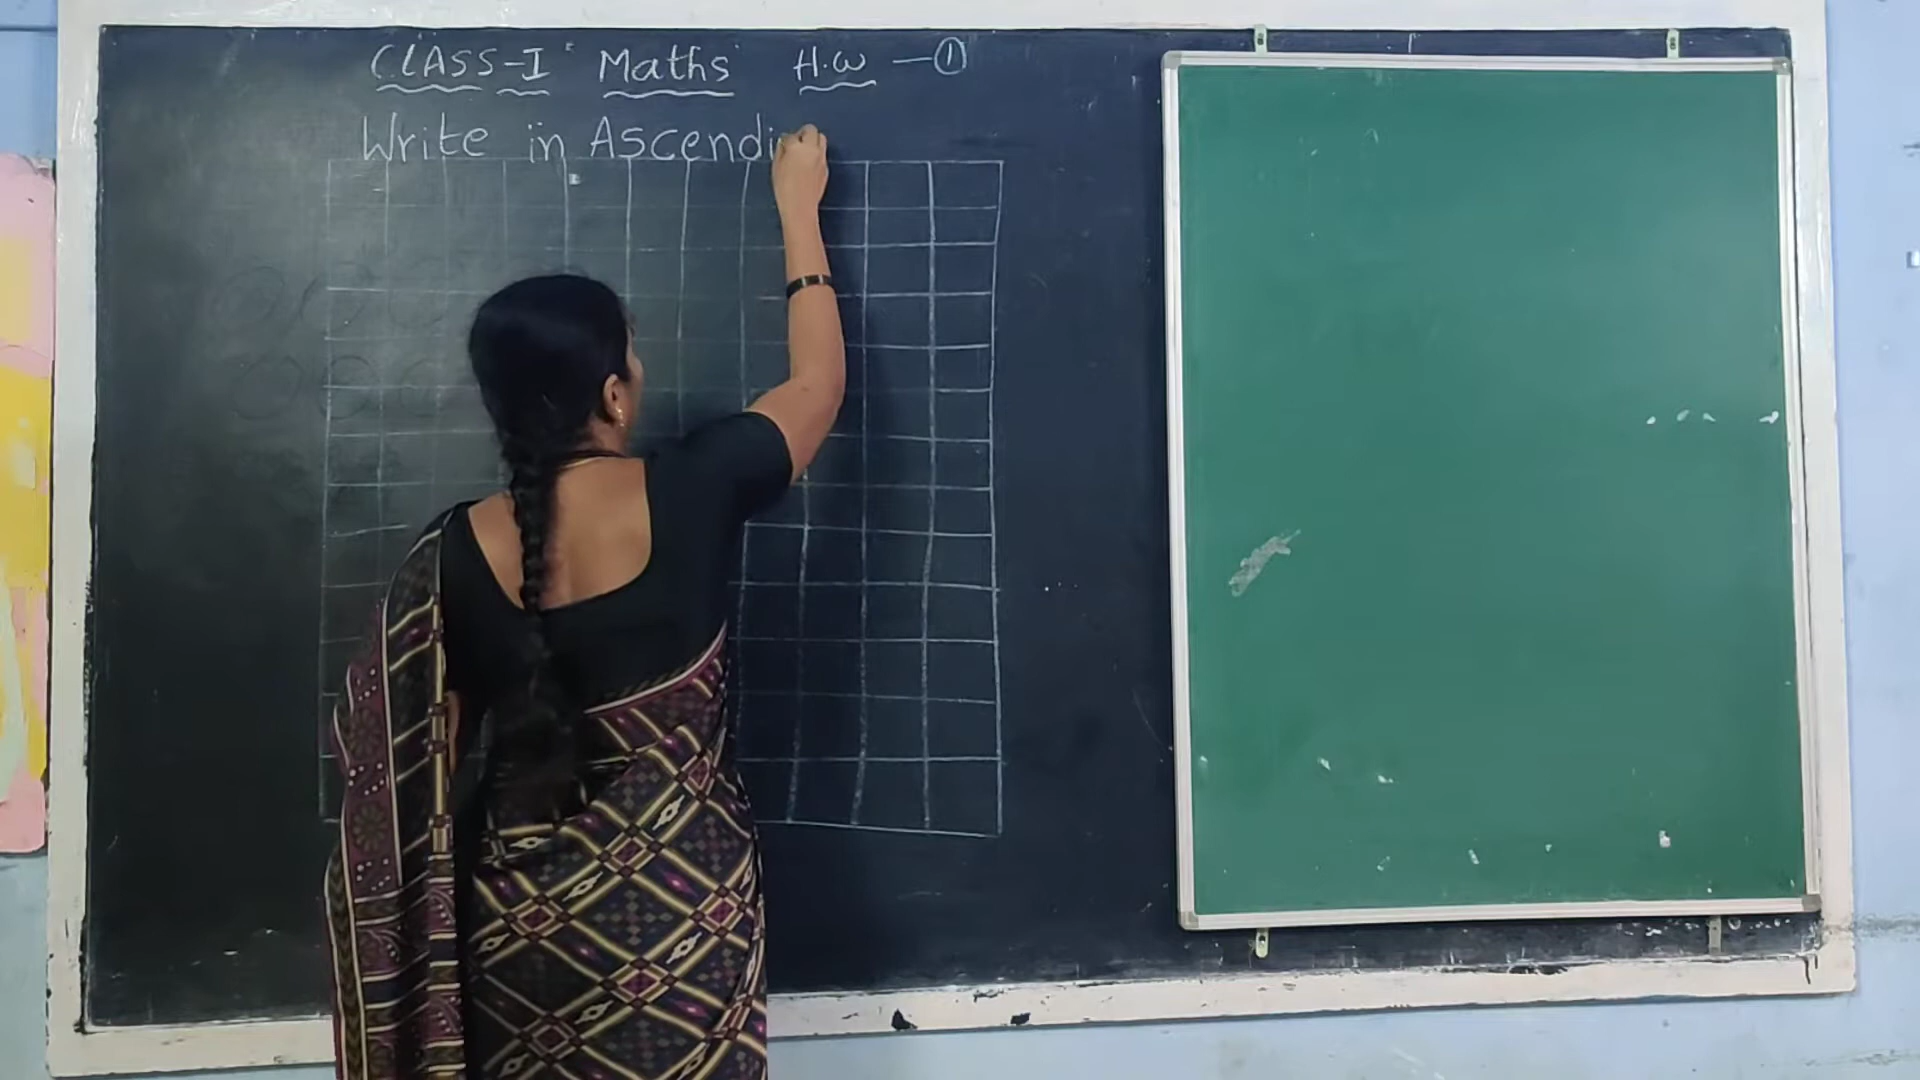 CLASS-I Maths H.W — ①
Write in Ascendi